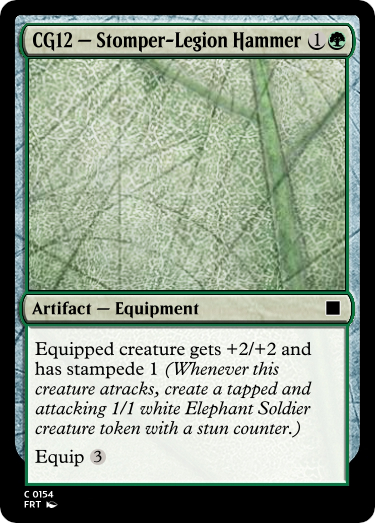 CG12 — Stomper-Legion Hammer 1
Artifact — Equipment
Equipped creature gets +2/+2 and
has stampede 1 (Whenever this
creature atracks, create a tapped and
attacking 1/1 white Elephant Soldier
creature token with a stun counter.)
Equip 3
C 0154
FRT